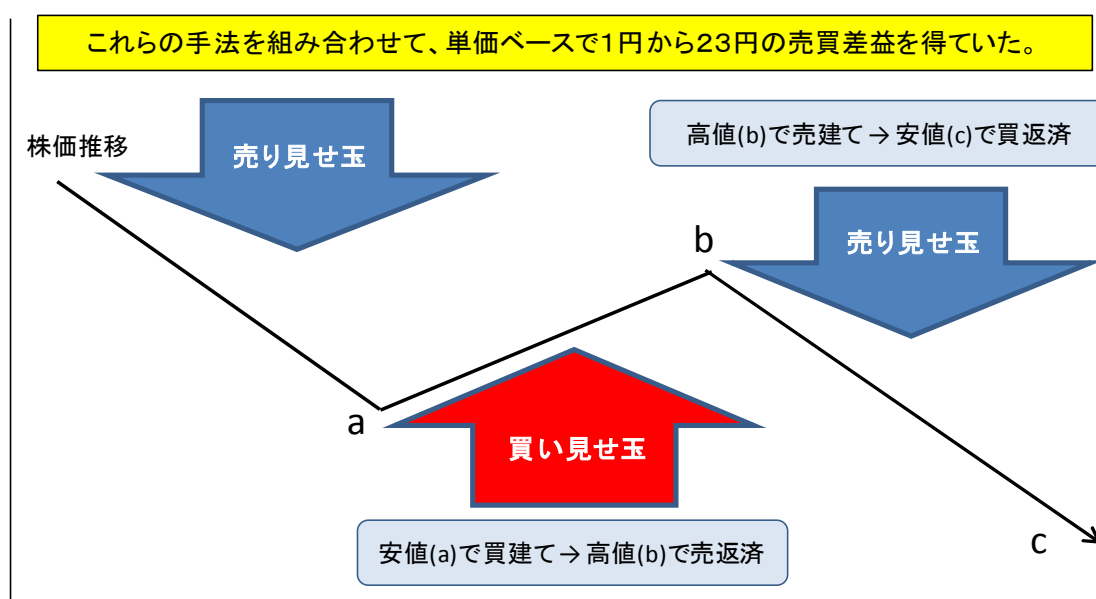 これらの手法を組み合わせて、単価ベースで1円から23円の売買差益を得ていた。
株価推移
売り見せ玉
高値(b)で売建て→安値(c)で買返済
b
売り見せ玉
a
買い見せ玉
c
安値(a)で買建て→高値(b)で売返済